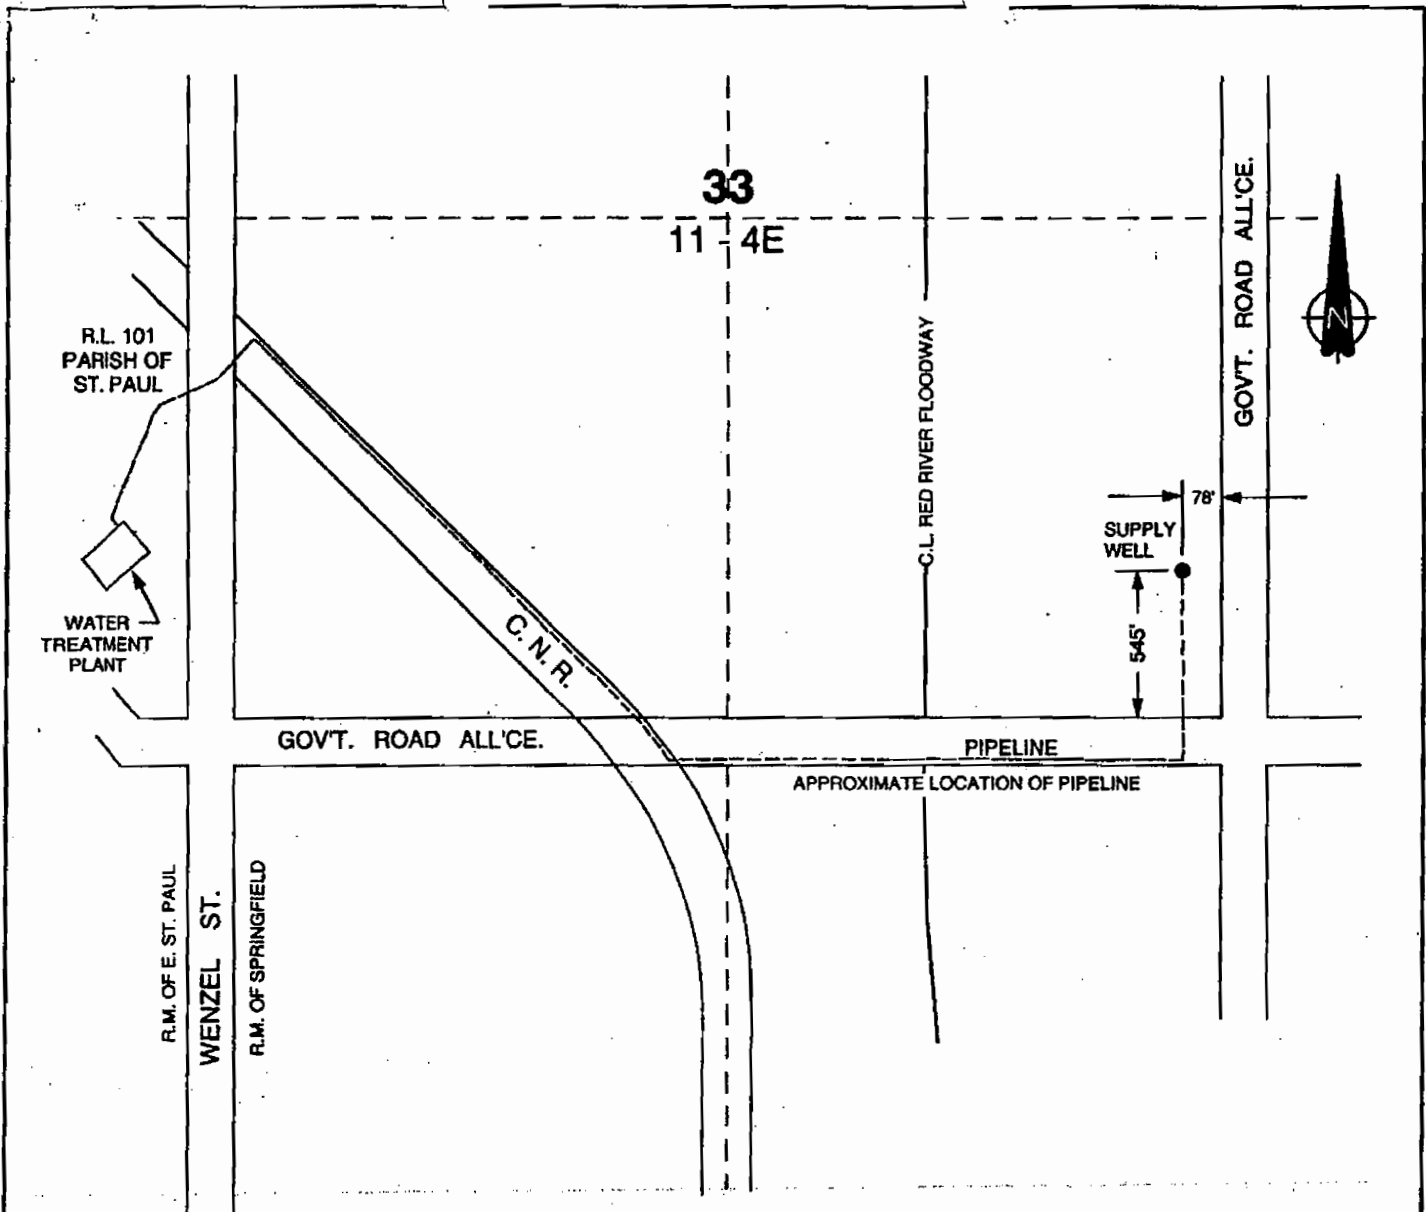 33
11 - 4E
GOV'T. ROAD ALL'CE.
N
R.L. 101
PARISH OF
ST. PAUL
C.L. RED RIVER FLOODWAY
78'
SUPPLY
WELL
545'
WATER
TREATMENT
PLANT
C. N. R.
GOV'T. ROAD ALL'CE.
PIPELINE
APPROXIMATE LOCATION OF PIPELINE
R.M. OF E. ST. PAUL
WENZEL ST.
R.M. OF SPRINGFIELD